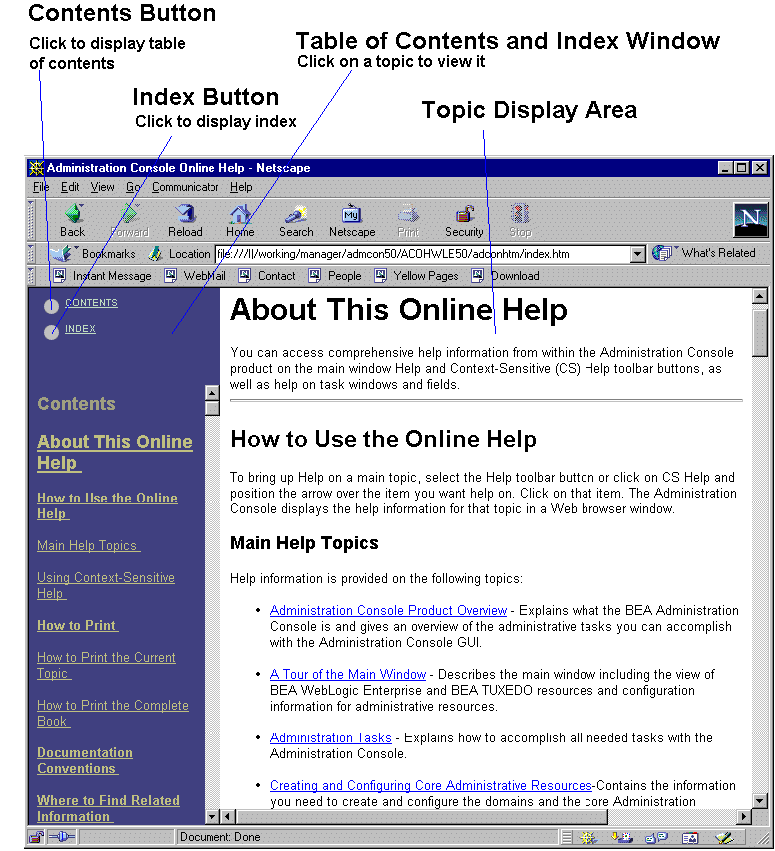 Contents Button
Click to display table
of contents
Table of Contents and Index Window
Click on a topic to view it
Index Button
Click to display index
Topic Display Area
Administration Console Online Help - Netscape
File Edit View Go Communicator Help
Back Forward Reload Home Search Netscape Print Security Stop
My
N
Bookmarks Location file:////I|/working/manager/admcon50/ACOHWLE50/adconhtm/index.htm What's Related
Instant Message WebMail Contact People Yellow Pages Download
CONTENTS
INDEX
Contents
About This Online
Help
How to Use the Online
Help
Main Help Topics
Using Context-Sensitive
Help
How to Print
How to Print the Current
Topic
How to Print the Complete
Book
Documentation
Conventions
Where to Find Related
Information
About This Online Help
You can access comprehensive help information from within the Administration Console
product on the main window Help and Context-Sensitive (CS) Help toolbar buttons, as
well as help on task windows and fields.
How to Use the Online Help
To bring up Help on a main topic, select the Help toolbar button or click on CS Help and
position the arrow over the item you want help on. Click on that item. The Administration
Console displays the help information for that topic in a Web browser window.
Main Help Topics
Help information is provided on the following topics:
• Administration Console Product Overview - Explains what the BEA Administration
Console is and gives an overview of the administrative tasks you can accomplish
with the Administration Console GUI.
• A Tour of the Main Window - Describes the main window including the view of
BEA WebLogic Enterprise and BEA TUXEDO resources and configuration
information for administrative resources.
• Administration Tasks - Explains how to accomplish all needed tasks with the
Administration Console.
• Creating and Configuring Core Administrative Resources-Contains the information
you need to create and configure the domains and the core Administration
Document: Done